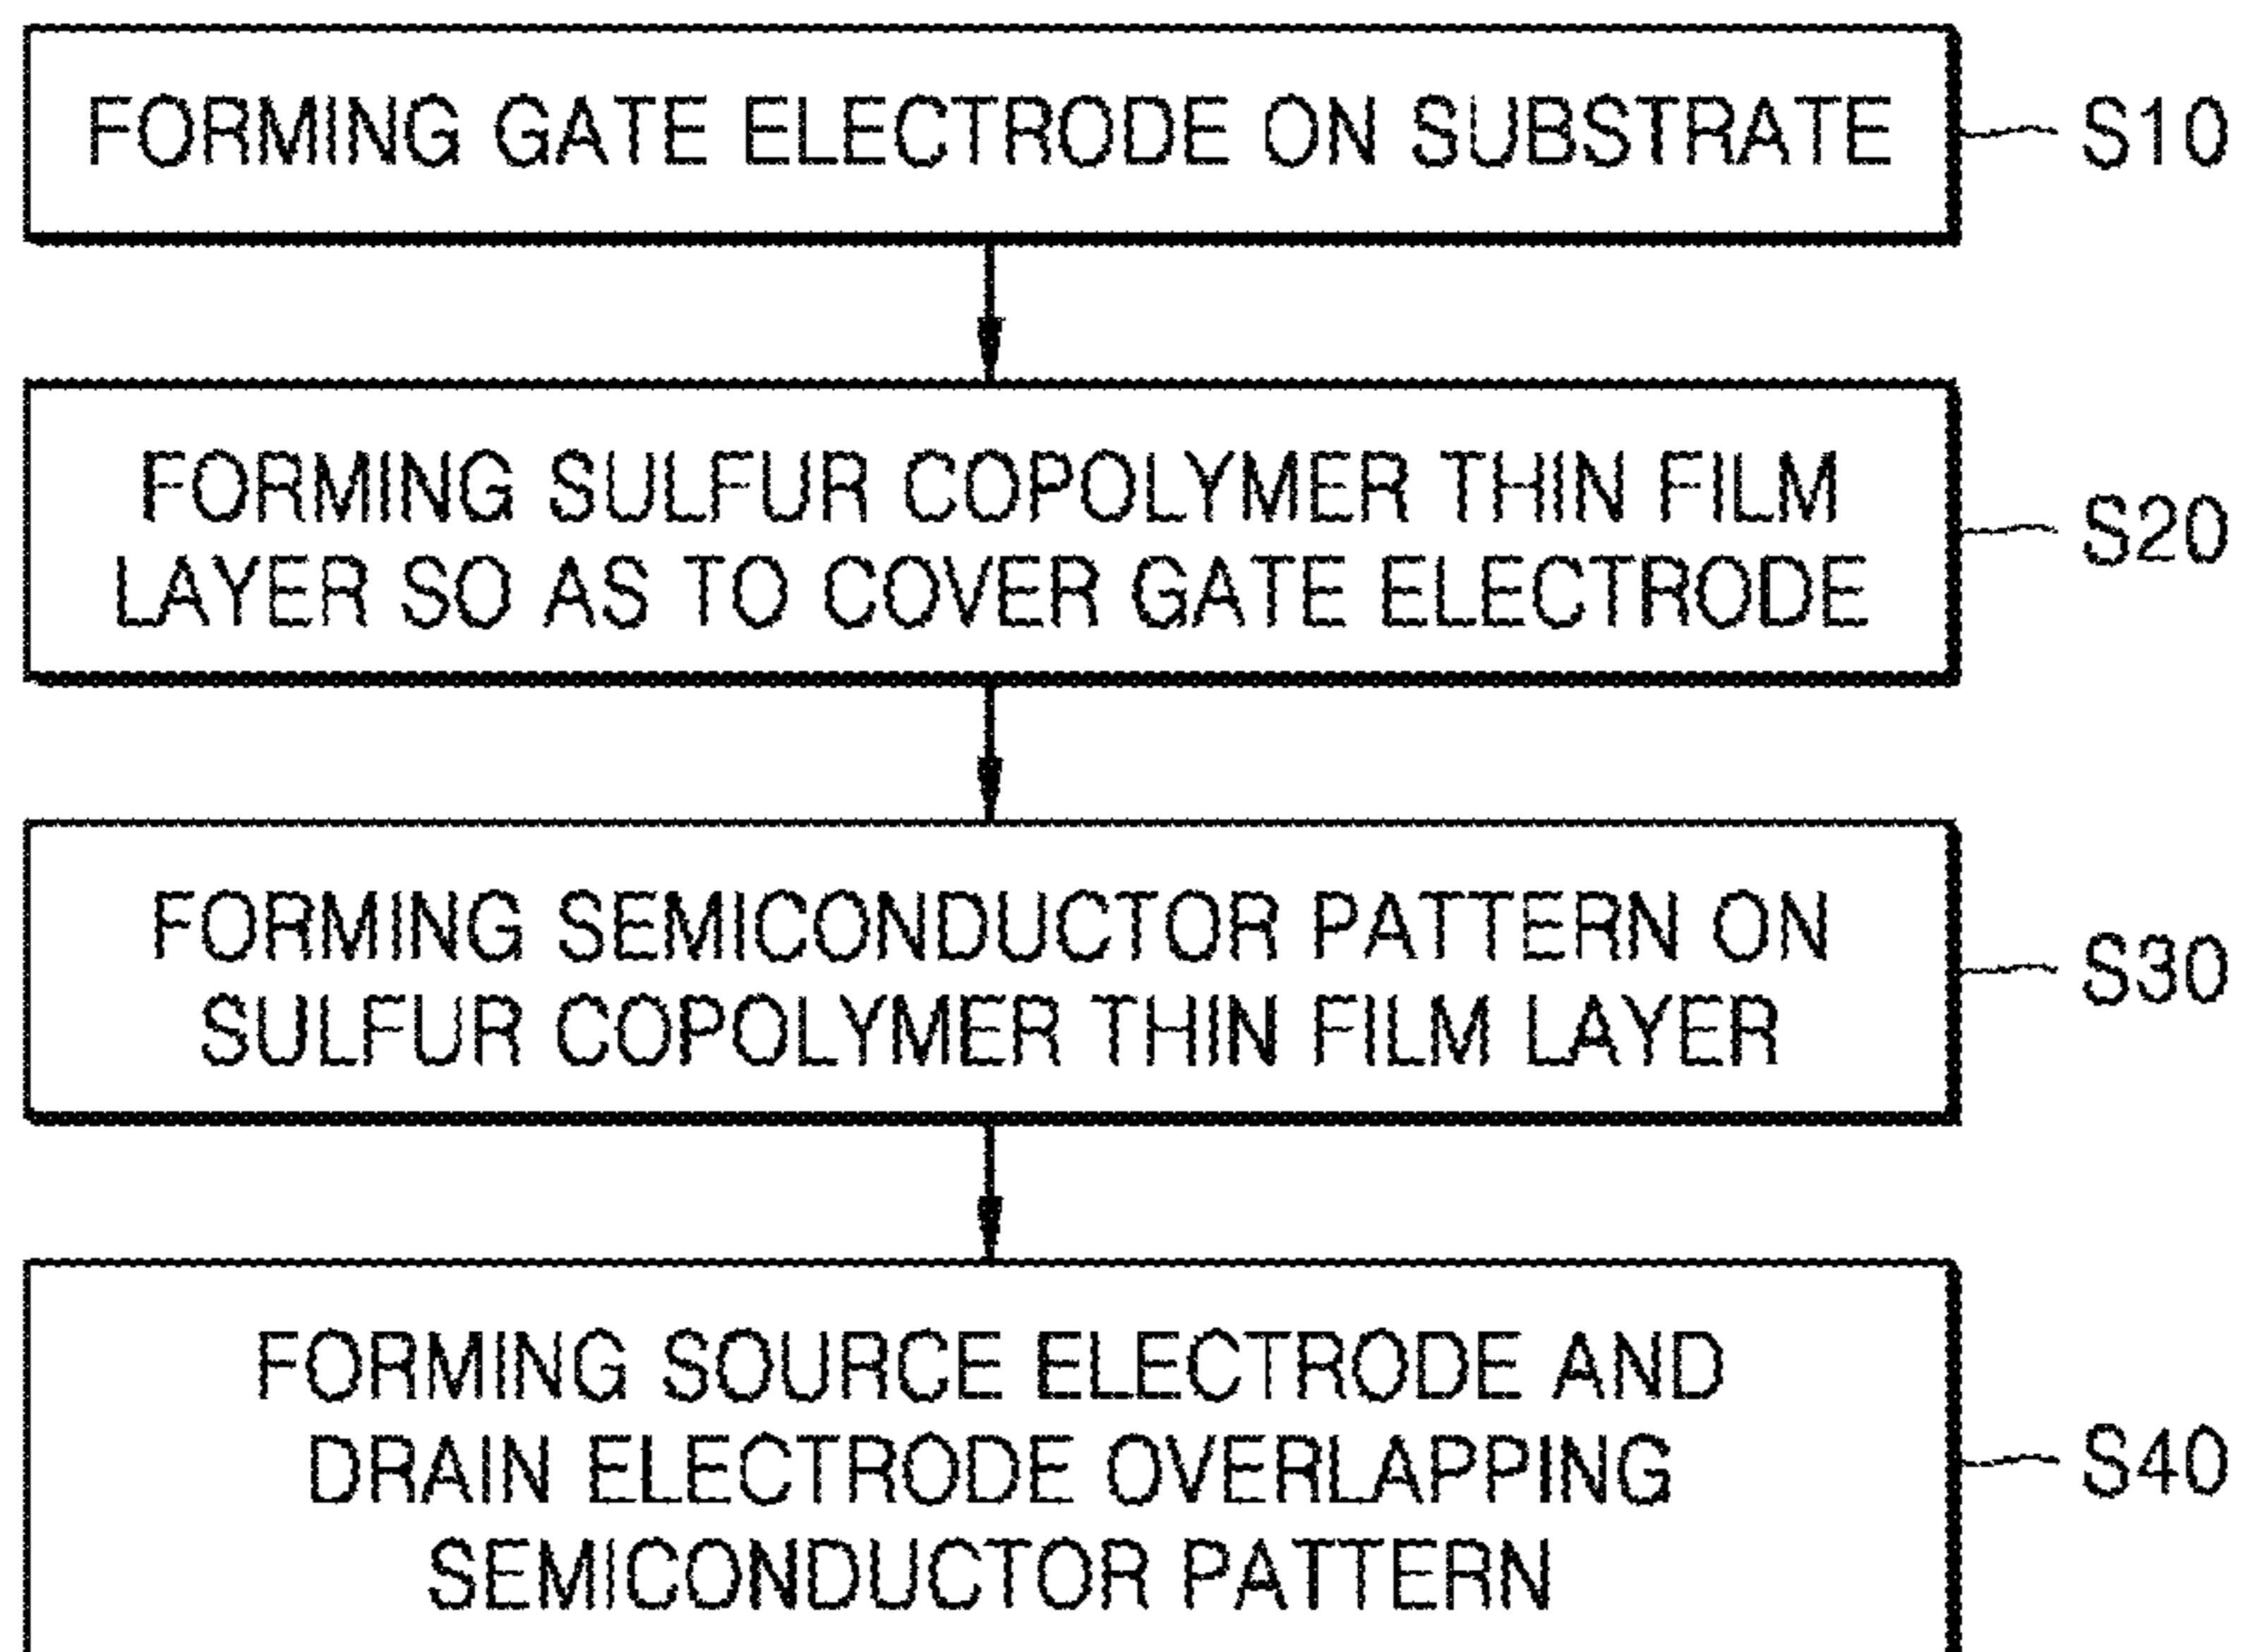 FORMING GATE ELECTRODE ON SUBSTRATE
S10
FORMING SULFUR COPOLYMER THIN FILM
LAYER SO AS TO COVER GATE ELECTRODE
S20
FORMING SEMICONDUCTOR PATTERN ON
SULFUR COPOLYMER THIN FILM LAYER
S30
FORMING SOURCE ELECTRODE AND
DRAIN ELECTRODE OVERLAPPING
SEMICONDUCTOR PATTERN
S40